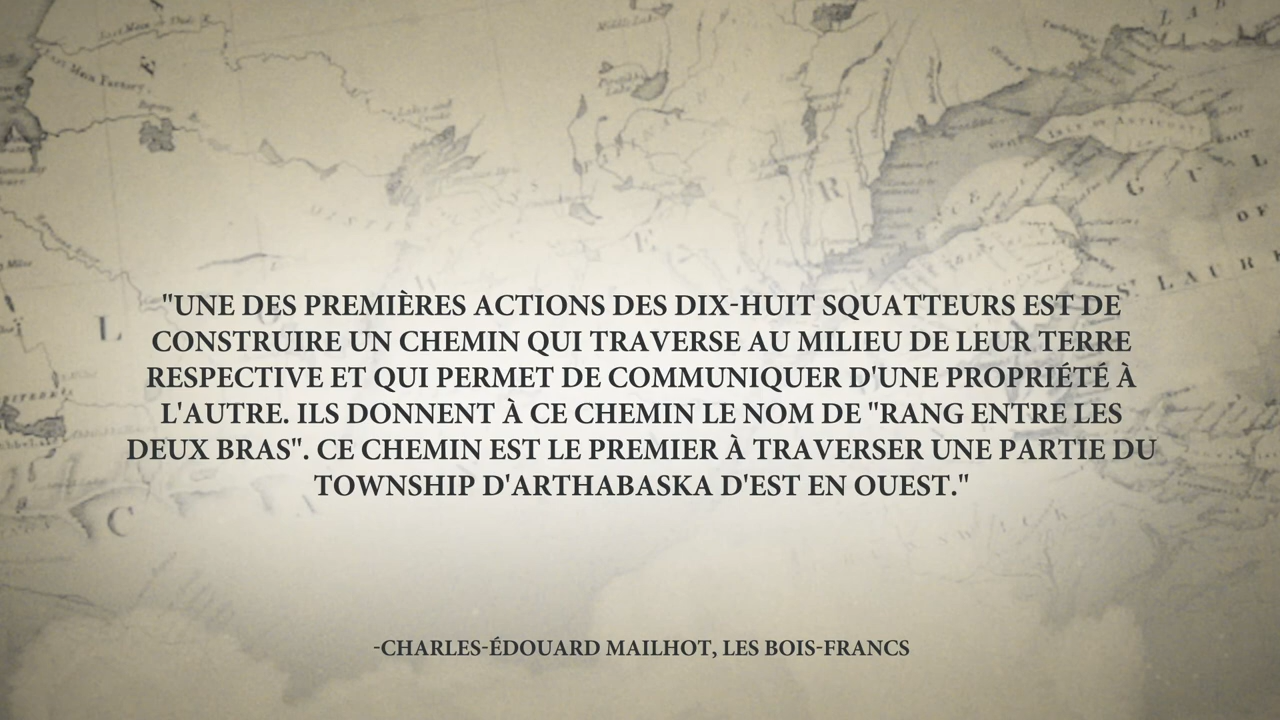 "UNE DES PREMIÈRES ACTIONS DES DIX-HUIT SQUATTEURS EST DE
CONSTRUIRE UN CHEMIN QUI TRAVERSE AU MILIEU DE LEUR TERRE
RESPECTIVE ET QUI PERMET DE COMMUNIQUER D'UNE PROPRIÉTÉ À
L'AUTRE. ILS DONNENT À CE CHEMIN LE NOM DE "RANG ENTRE LES
DEUX BRAS". CE CHEMIN EST LE PREMIER À TRAVERSER UNE PARTIE DU
TOWNSHIP D'ARTHABASKA D'EST EN OUEST."
-CHARLES-ÉDOUARD MAILHOT, LES BOIS-FRANCS